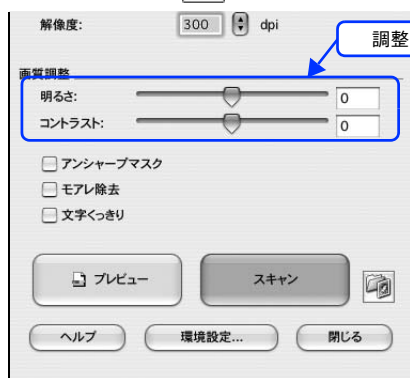 解像度: 300 dpi
調整
画質調整
明るさ: 0
コントラスト: 0
アンシャープマスク
モアレ除去
文字くっきり
プレビュー スキャン
ヘルプ 環境設定... 閉じる